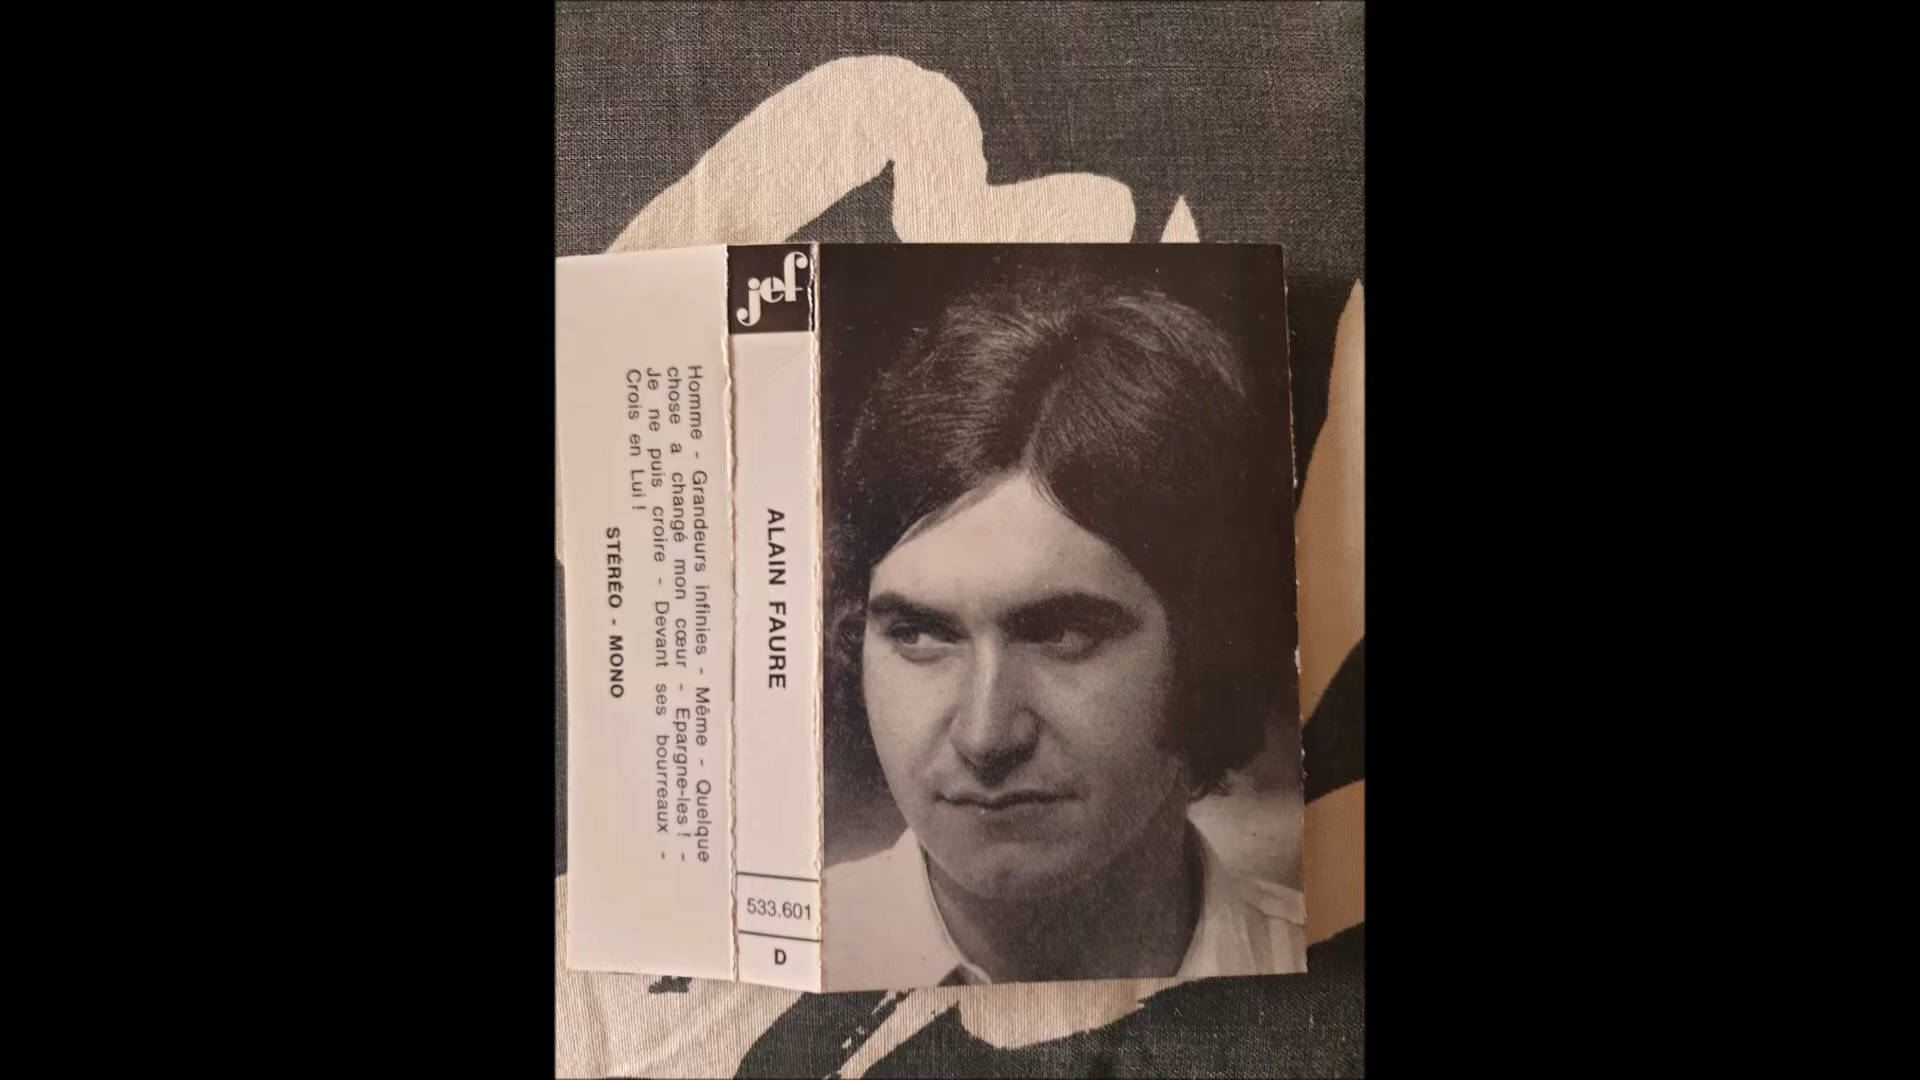 jef
ALAIN FAURE
533.601
D
Homme - Grandeurs infinies - Même - Quelque
chose a changé mon cœur - Epargne-les ! -
Je ne puis croire - Devant ses bourreaux -
Crois en Lui !
STÉRÉO - MONO